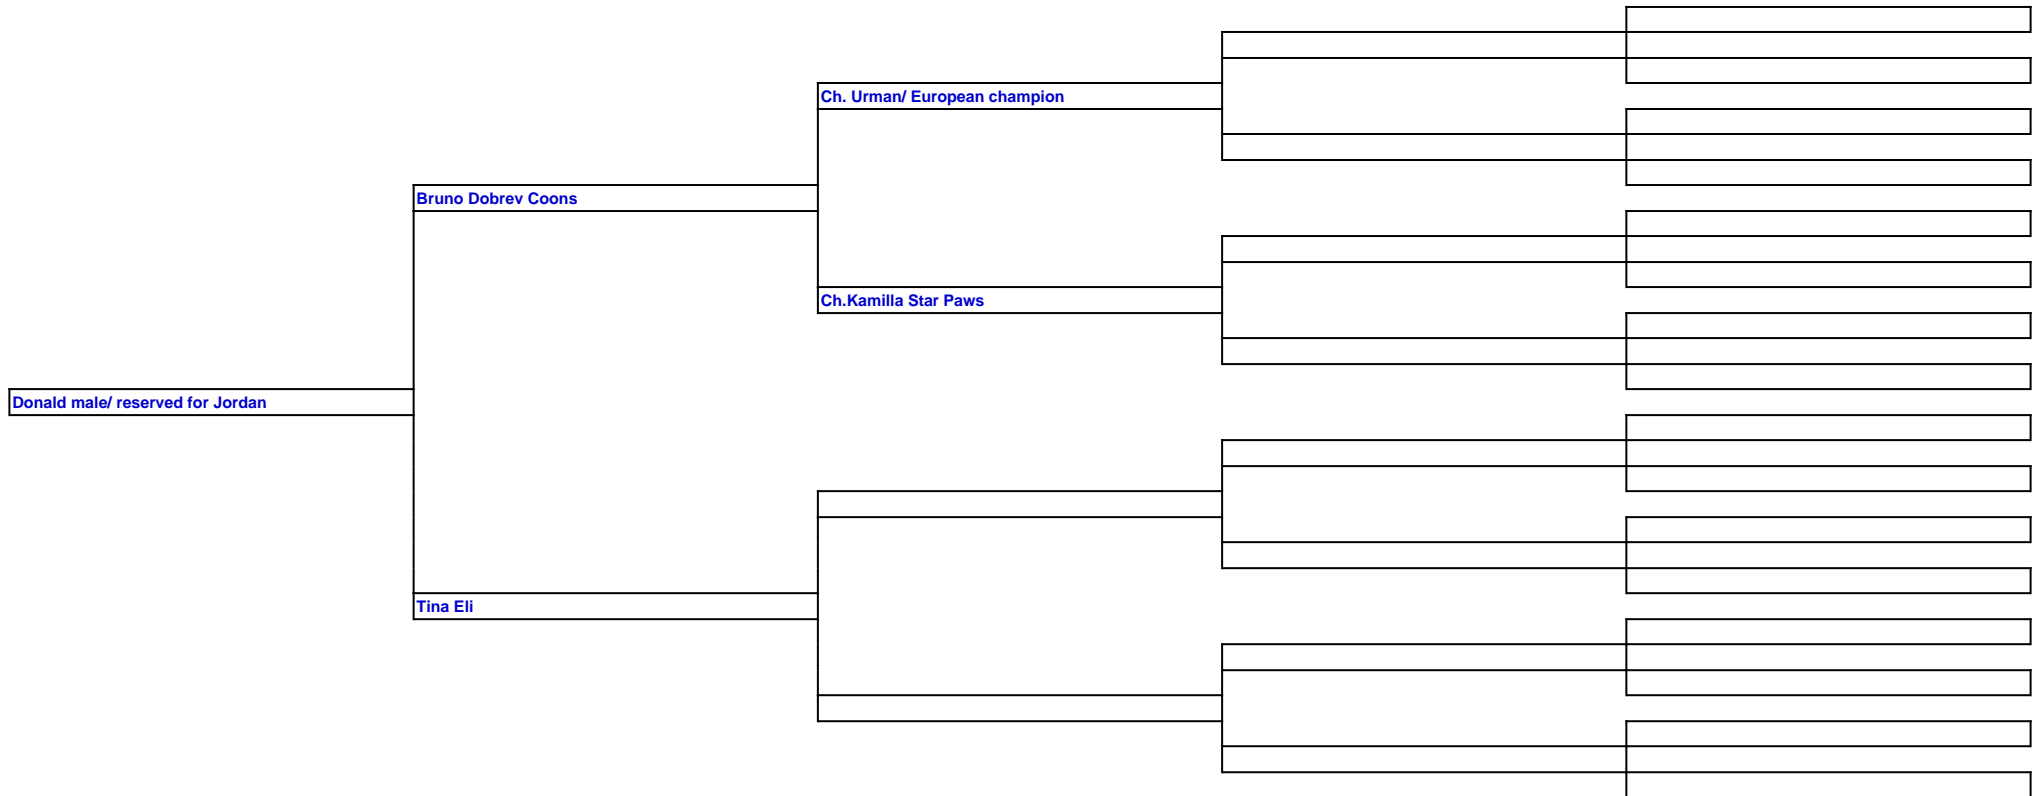 Ch. Urman/ European champion
Bruno Dobrev Coons
Ch.Kamilla Star Paws
Donald male/ reserved for Jordan
Tina Eli